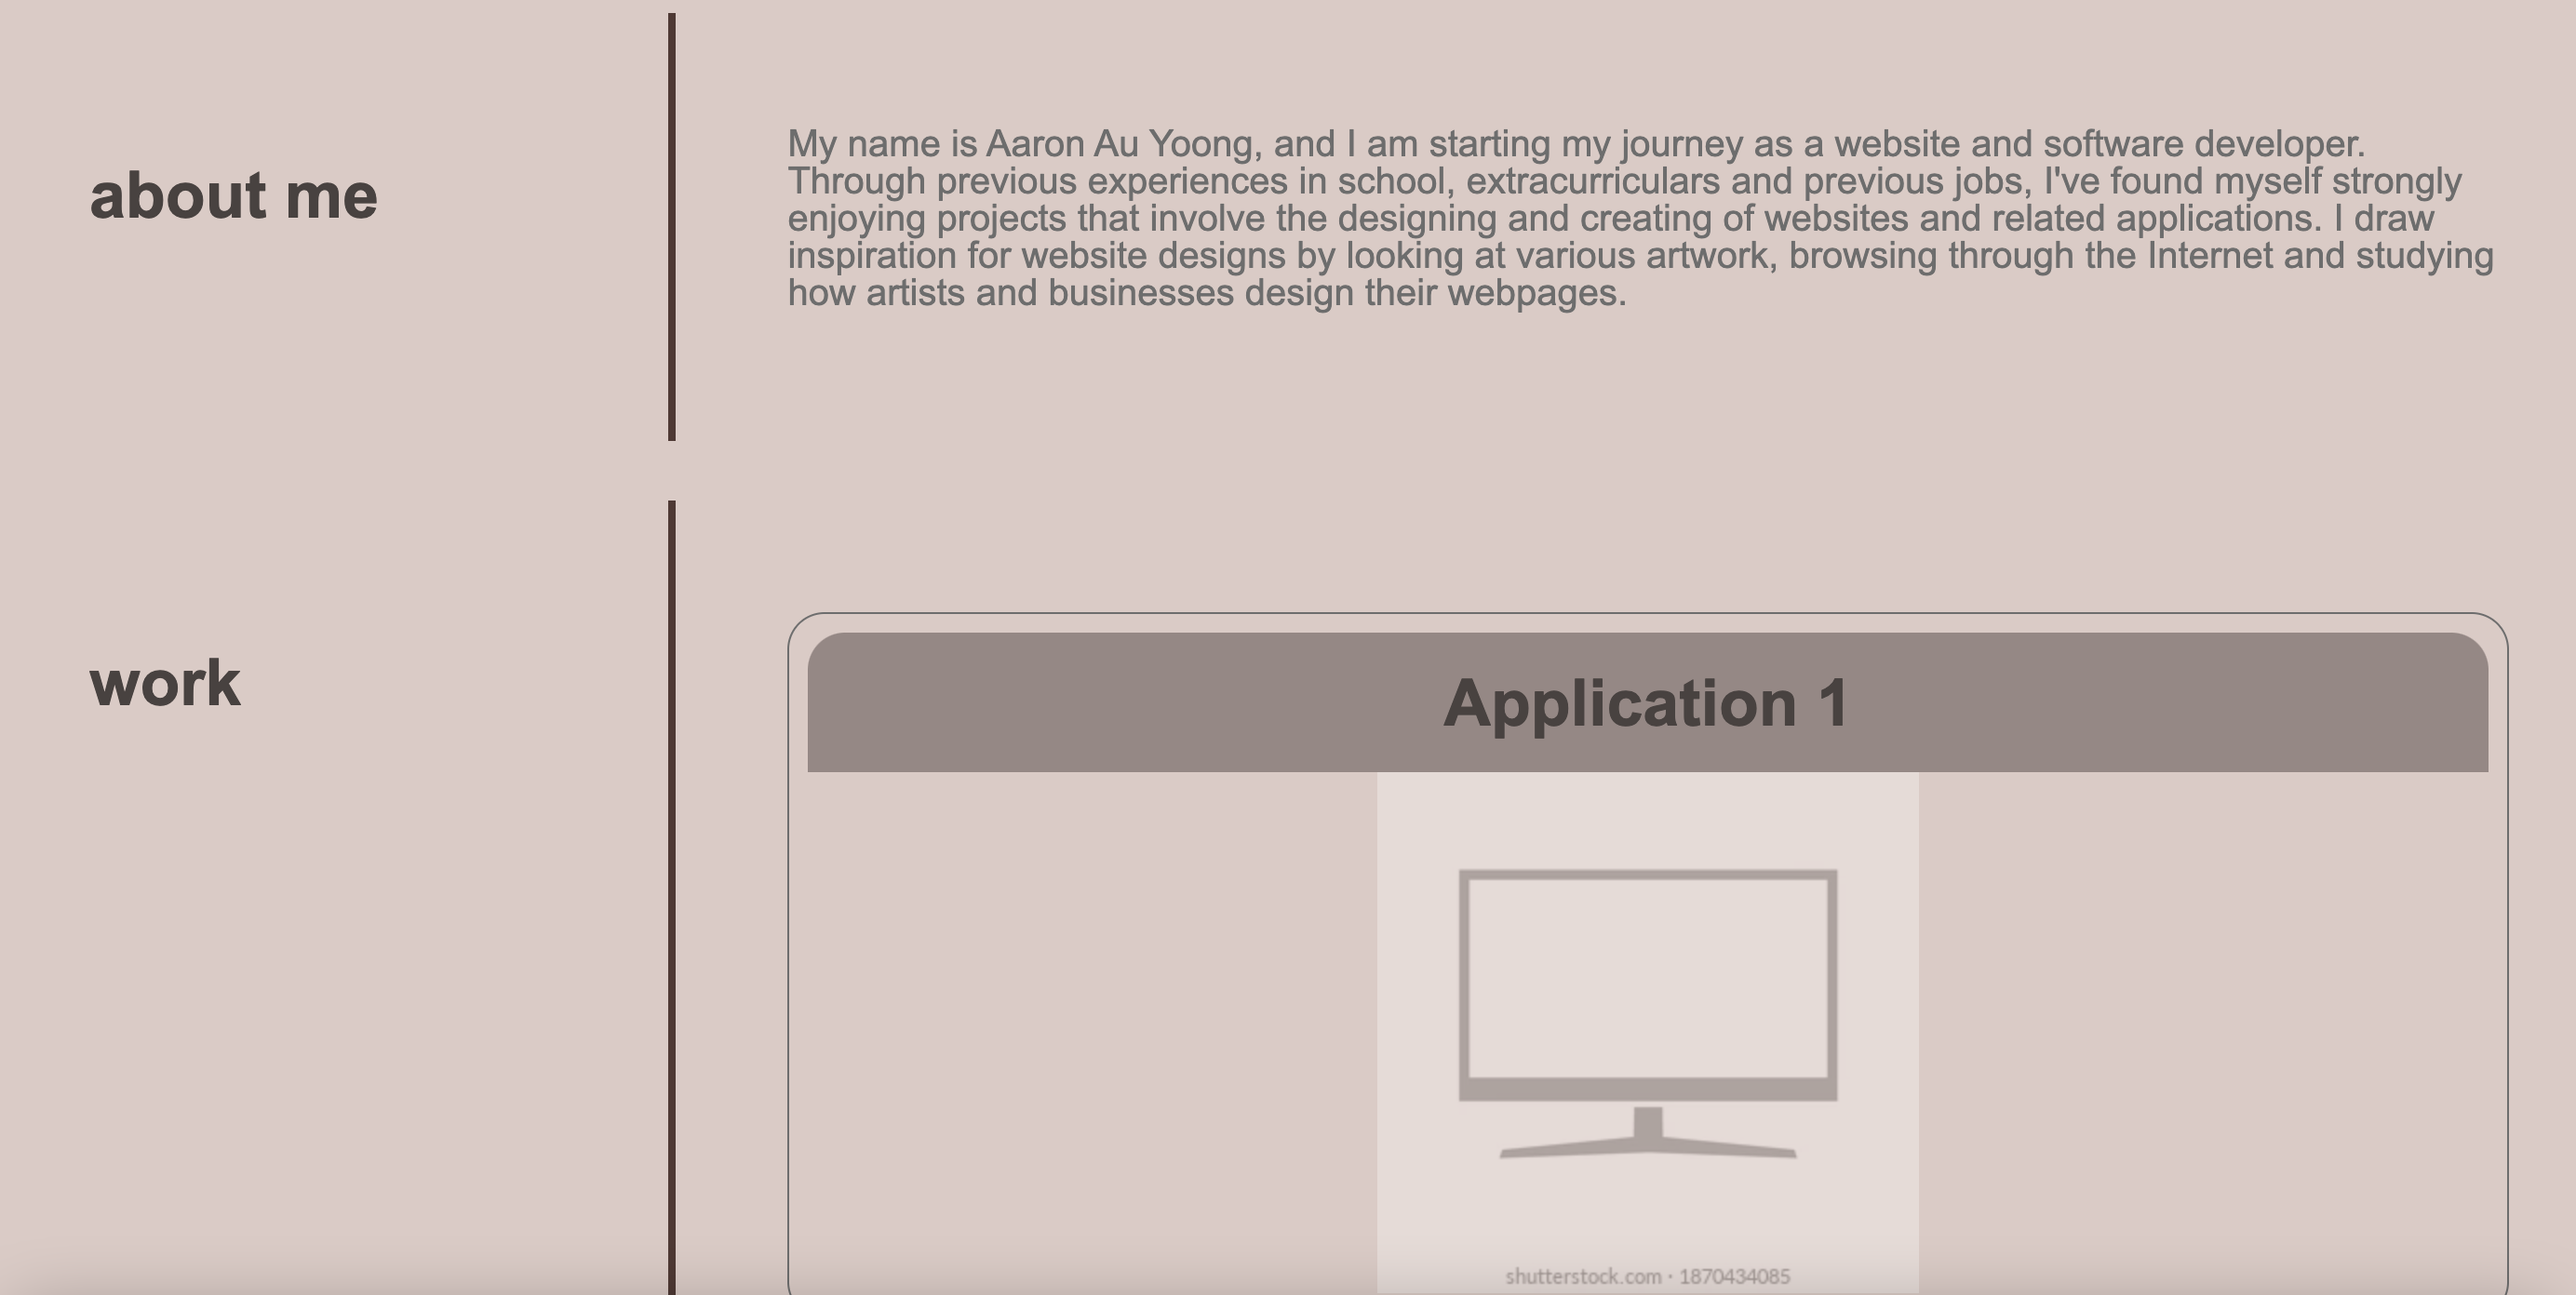 about me
My name is Aaron Au Yoong, and I am starting my journey as a website and software developer.
Through previous experiences in school, extracurriculars and previous jobs, I've found myself strongly
enjoying projects that involve the designing and creating of websites and related applications. I draw
inspiration for website designs by looking at various artwork, browsing through the Internet and studying
how artists and businesses design their webpages.
work
Application 1
shutterstock.com · 1870434085